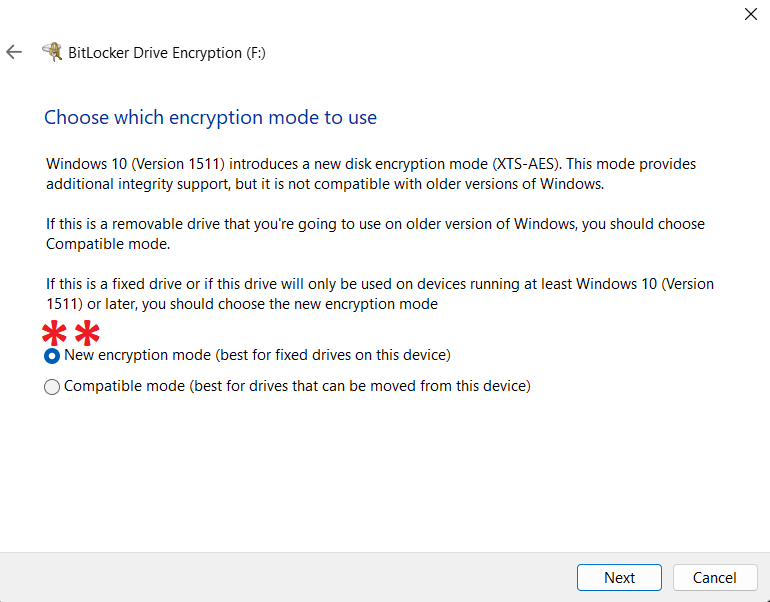 BitLocker Drive Encryption (F:)
Choose which encryption mode to use
Windows 10 (Version 1511) introduces a new disk encryption mode (XTS-AES). This mode provides
additional integrity support, but it is not compatible with older versions of Windows.
If this is a removable drive that you're going to use on older version of Windows, you should choose
Compatible mode.
If this is a fixed drive or if this drive will only be used on devices running at least Windows 10 (Version
1511) or later, you should choose the new encryption mode
**
New encryption mode (best for fixed drives on this device)
Compatible mode (best for drives that can be moved from this device)
Next Cancel